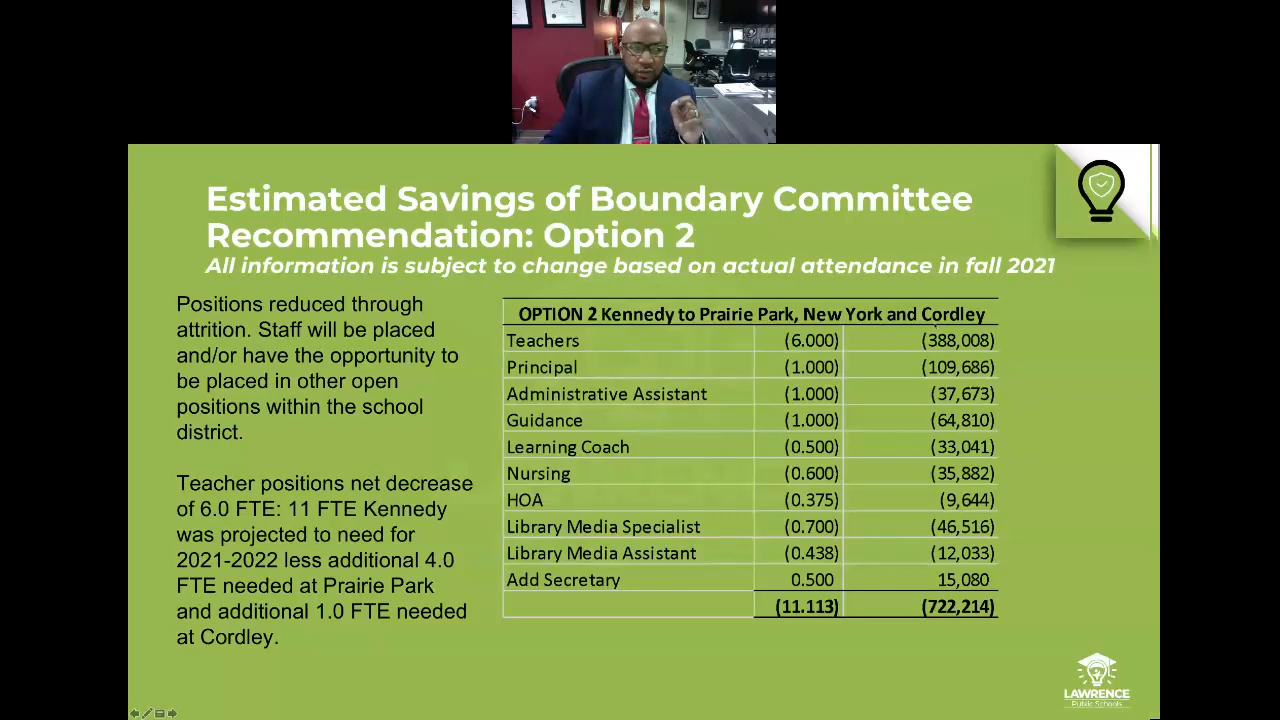 Estimated Savings of Boundary Committee
Recommendation: Option 2
All information is subject to change based on actual attendance in fall 2021
Positions reduced through
attrition. Staff will be placed
and/or have the opportunity to
be placed in other open
positions within the school
district.
Teacher positions net decrease
of 6.0 FTE: 11 FTE Kennedy
was projected to need for
2021-2022 less additional 4.0
FTE needed at Prairie Park
and additional 1.0 FTE needed
at Cordley.
OPTION 2 Kennedy to Prairie Park, New York and Cordley
Teachers (6.000) (388,008)
Principal (1.000) (109,686)
Administrative Assistant (1.000) (37,673)
Guidance (1.000) (64,810)
Learning Coach (0.500) (33,041)
Nursing (0.600) (35,882)
HOA (0.375) (9,644)
Library Media Specialist (0.700) (46,516)
Library Media Assistant (0.438) (12,033)
Add Secretary 0.500 15,080
(11.113) (722,214)
LAWRENCE
Public Schools